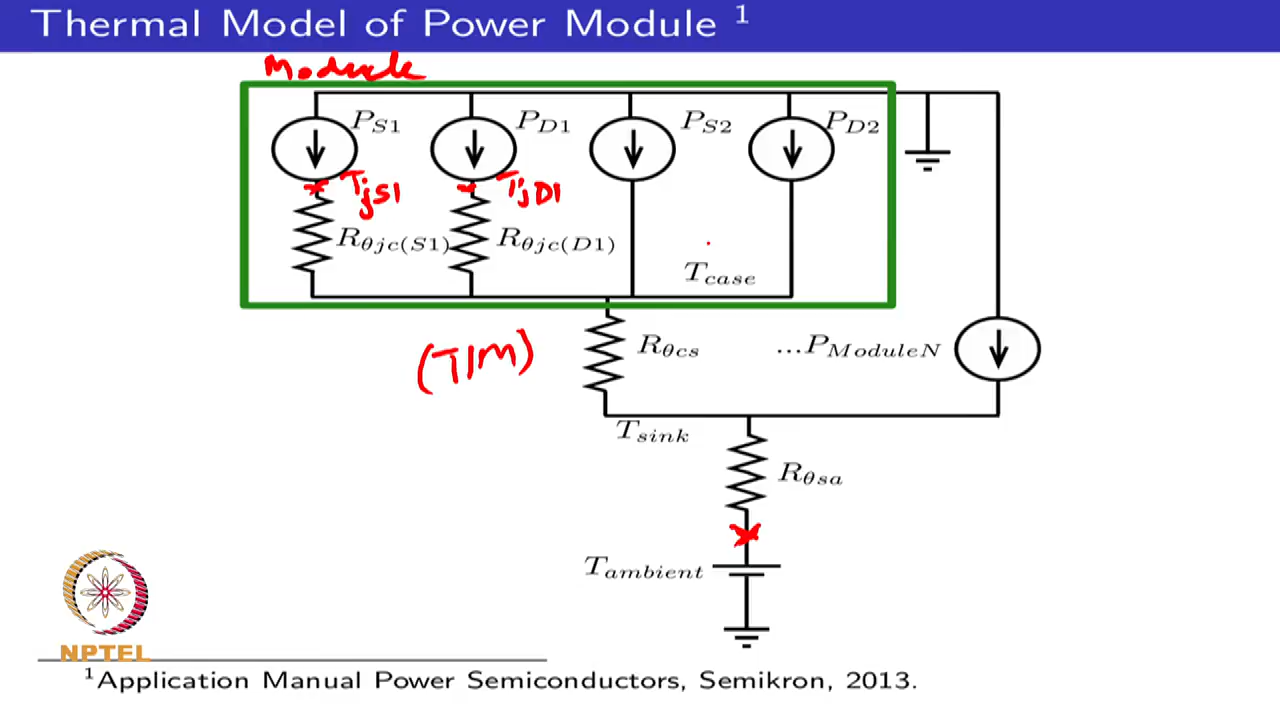 Thermal Model of Power Module 1
Module
PS1 PD1 PS2 PD2
TjS1 TjD1
Rθjc(S1) Rθjc(D1)
Tcase
(TIM) Rθcs ...PModuleN
Tsink
Rθsa
Tambient
NPTEL
1Application Manual Power Semiconductors, Semikron, 2013.